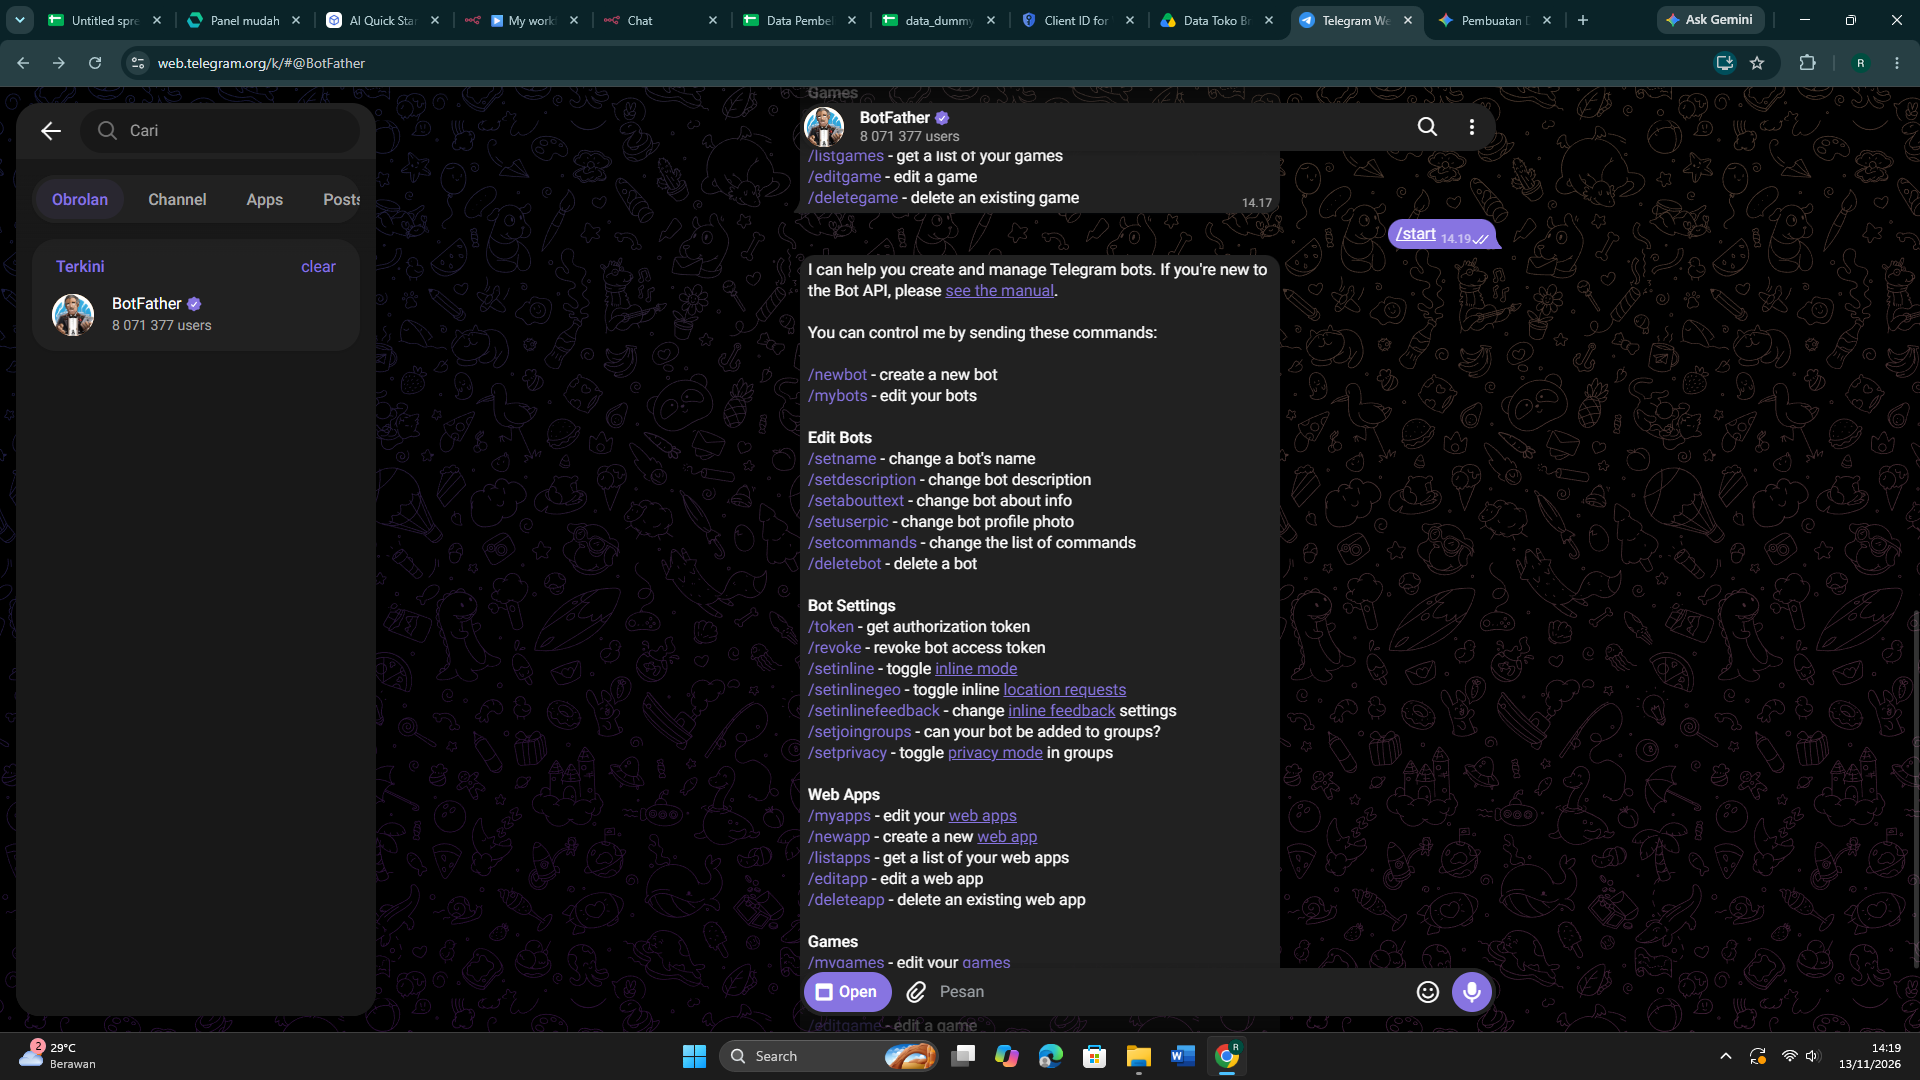 Untitled spre
Panel mudah
AI Quick Star
My work
Chat
Data Pembel
data_dummy
Client ID for
Data Toko Br
Telegram We
Pembuatan D
Ask Gemini
web.telegram.org/k/#@BotFather
R
Cari
Obrolan
Channel
Apps
Posts
Terkini
clear
BotFather
8 071 377 users
Games
BotFather
8 071 377 users
/listgames - get a list of your games
/editgame - edit a game
/deletegame - delete an existing game
14.17
/start 14.19
I can help you create and manage Telegram bots. If you're new to
the Bot API, please see the manual.
You can control me by sending these commands:
/newbot - create a new bot
/mybots - edit your bots
Edit Bots
/setname - change a bot's name
/setdescription - change bot description
/setabouttext - change bot about info
/setuserpic - change bot profile photo
/setcommands - change the list of commands
/deletebot - delete a bot
Bot Settings
/token - get authorization token
/revoke - revoke bot access token
/setinline - toggle inline mode
/setinlinegeo - toggle inline location requests
/setinlinefeedback - change inline feedback settings
/setjoingroups - can your bot be added to groups?
/setprivacy - toggle privacy mode in groups
Web Apps
/myapps - edit your web apps
/newapp - create a new web app
/listapps - get a list of your web apps
/editapp - edit a web app
/deleteapp - delete an existing web app
Games
/mygames - edit your games
Open
Pesan
/editgame - edit a game
2
29°C
Berawan
Search
R
14:19
13/11/2026